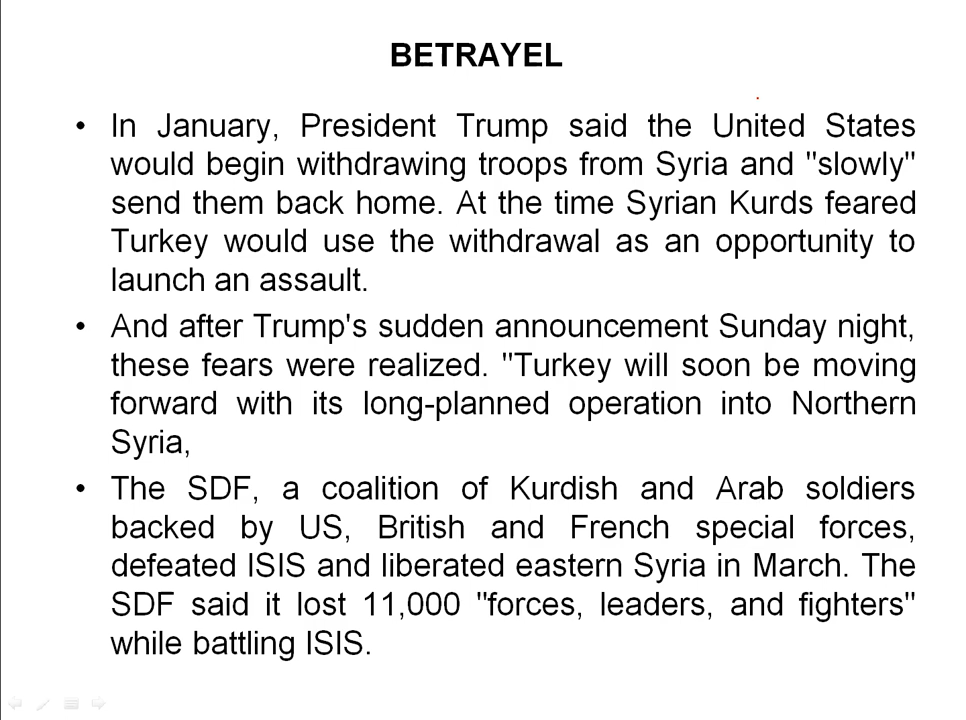 BETRAYEL
• In January, President Trump said the United States
would begin withdrawing troops from Syria and "slowly"
send them back home. At the time Syrian Kurds feared
Turkey would use the withdrawal as an opportunity to
launch an assault.
• And after Trump's sudden announcement Sunday night,
these fears were realized. "Turkey will soon be moving
forward with its long-planned operation into Northern
Syria,
• The SDF, a coalition of Kurdish and Arab soldiers
backed by US, British and French special forces,
defeated ISIS and liberated eastern Syria in March. The
SDF said it lost 11,000 "forces, leaders, and fighters"
while battling ISIS.